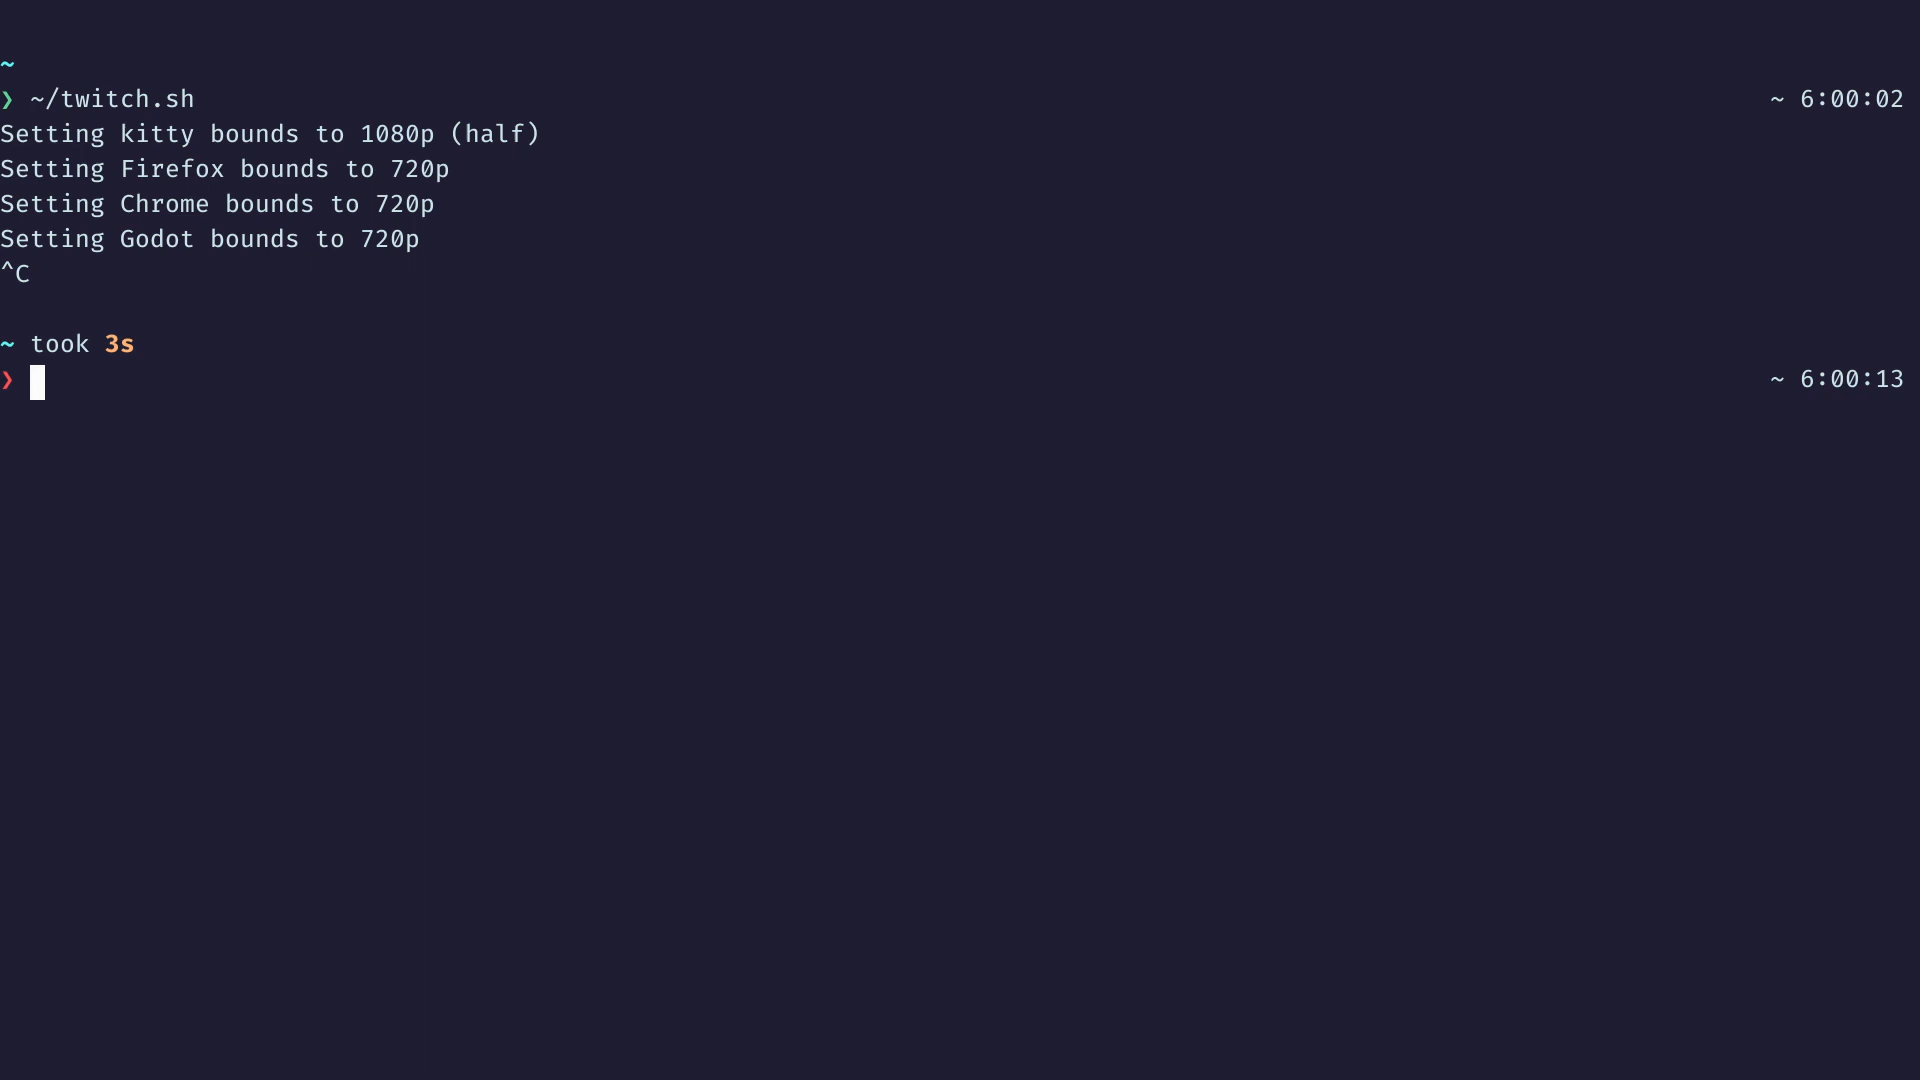 ~
❯ ~/twitch.sh ~ 6:00:02
Setting kitty bounds to 1080p (half)
Setting Firefox bounds to 720p
Setting Chrome bounds to 720p
Setting Godot bounds to 720p
^C
~ took 3s
❯ ~ 6:00:13